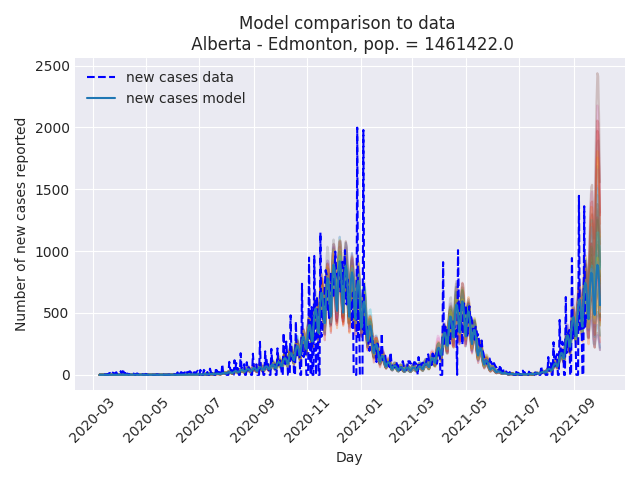 Model comparison to data
Alberta - Edmonton, pop. = 1461422.0
new cases data
new cases model
Number of new cases reported
2500
2000
1500
1000
500
0
2020-03
2020-05
2020-07
2020-09
2020-11
2021-01
2021-03
2021-05
2021-07
2021-09
Day